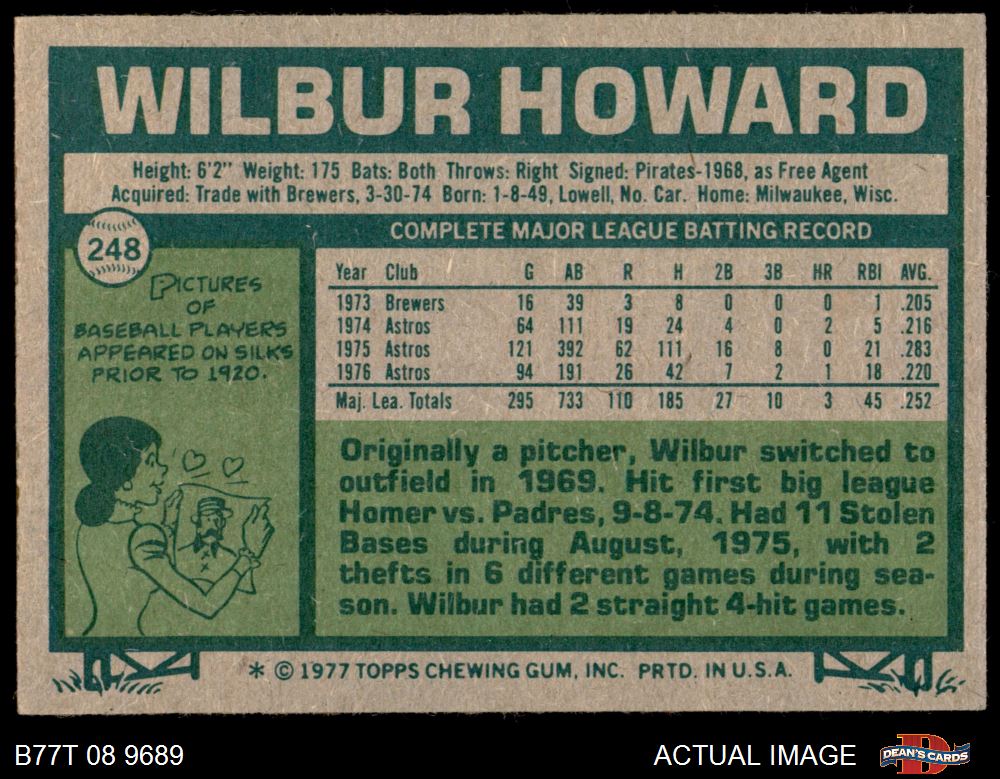 WILBUR HOWARD
Height: 6'2" Weight: 175 Bats: Both Throws: Right Signed: Pirates-1968, as Free Agent
Acquired: Trade with Brewers, 3-30-74 Born: 1-8-49, Lowell, No. Car. Home: Milwaukee, Wisc.
248
PICTURES
OF
BASEBALL PLAYERS
APPEARED ON SILKS
PRIOR TO 1920.
COMPLETE MAJOR LEAGUE BATTING RECORD
Year Club G AB R H 2B 3B HR RBI AVG.
1973 Brewers 16 39 3 8 0 0 0 1 .205
1974 Astros 64 111 19 24 4 0 2 5 .216
1975 Astros 121 392 62 111 16 8 0 21 .283
1976 Astros 94 191 26 42 7 2 1 18 .220
Maj. Lea. Totals 295 733 110 185 27 10 3 45 .252
Originally a pitcher, Wilbur switched to
outfield in 1969. Hit first big league
Homer vs. Padres, 9-8-74. Had 11 Stolen
Bases during August, 1975, with 2
thefts in 6 different games during sea-
son. Wilbur had 2 straight 4-hit games.
* © 1977 TOPPS CHEWING GUM, INC. PRTD. IN U.S.A.
B77T 08 9689
ACTUAL IMAGE
D
DEAN'S CARDS